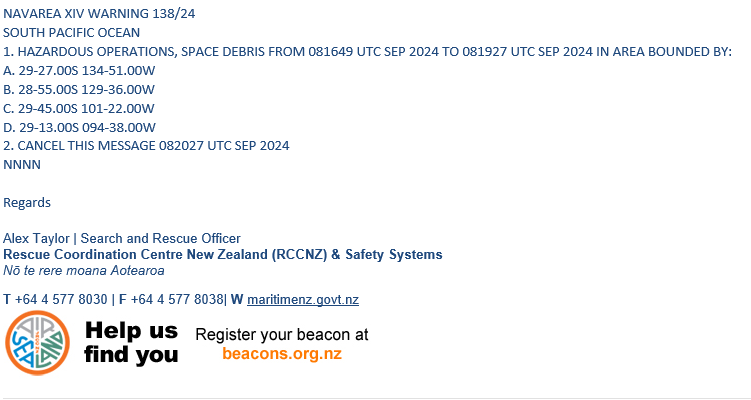 NAVAREA XIV WARNING 138/24
SOUTH PACIFIC OCEAN
1. HAZARDOUS OPERATIONS, SPACE DEBRIS FROM 081649 UTC SEP 2024 TO 081927 UTC SEP 2024 IN AREA BOUNDED BY:
A. 29-27.00S 134-51.00W
B. 28-55.00S 129-36.00W
C. 29-45.00S 101-22.00W
D. 29-13.00S 094-38.00W
2. CANCEL THIS MESSAGE 082027 UTC SEP 2024
NNNN
Regards
Alex Taylor | Search and Rescue Officer
Rescue Coordination Centre New Zealand (RCCNZ) & Safety Systems
Nō te rere moana Aotearoa
T +64 4 577 8030 | F +64 4 577 8038| W maritimenz.govt.nz
AIR
LAND
SEA
Help us
find you
Register your beacon at
beacons.org.nz